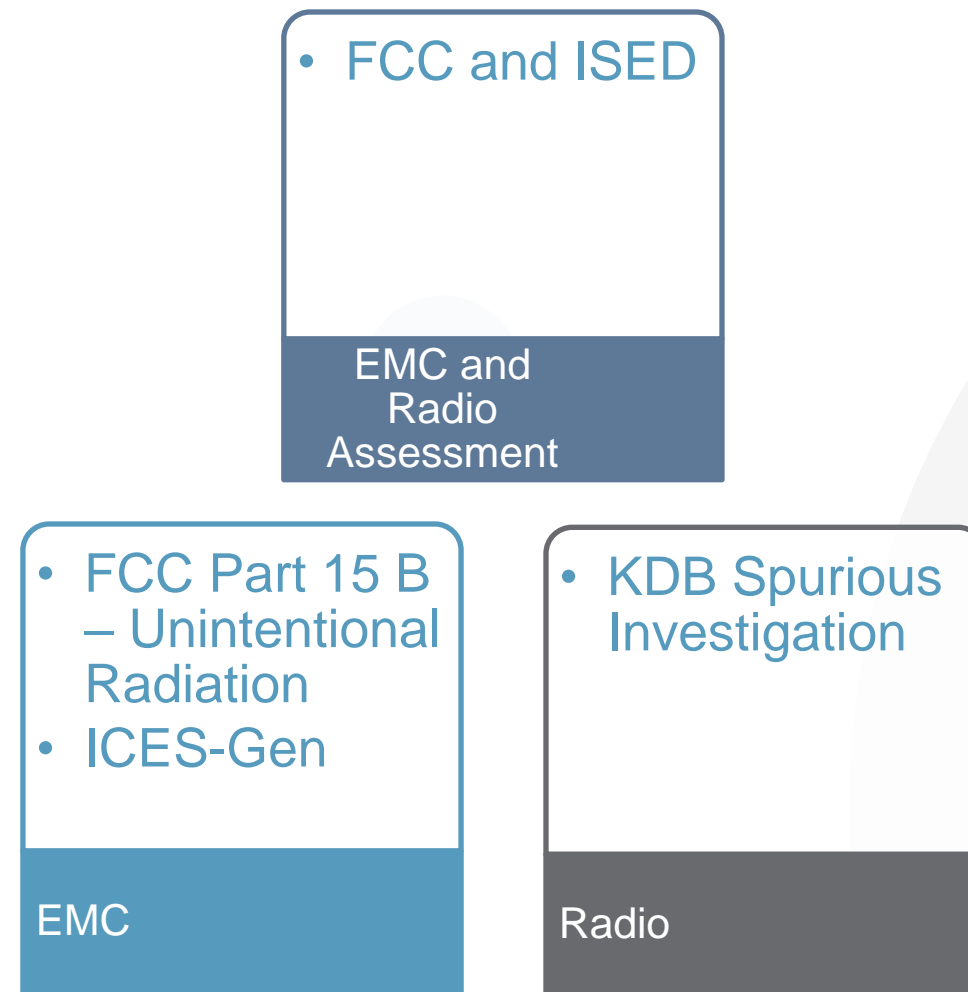 • FCC and ISED
EMC and
Radio
Assessment
• FCC Part 15 B
– Unintentional
Radiation
• ICES-Gen
EMC
• KDB Spurious
Investigation
Radio